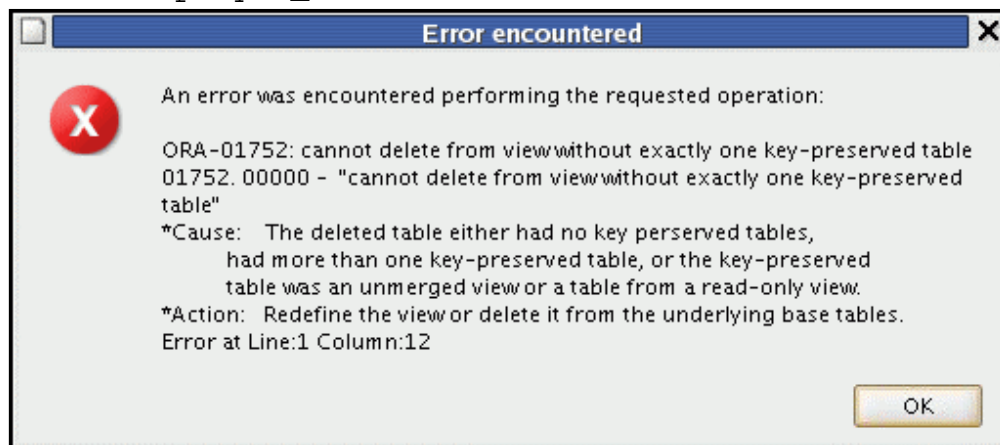 Error encountered
An error was encountered performing the requested operation:
ORA-01752: cannot delete from view without exactly one key-preserved table
01752. 00000 - "cannot delete from view without exactly one key-preserved
table"
*Cause: The deleted table either had no key perserved tables,
had more than one key-preserved table, or the key-preserved
table was an unmerged view or a table from a read-only view.
*Action: Redefine the view or delete it from the underlying base tables.
Error at Line:1 Column:12
OK